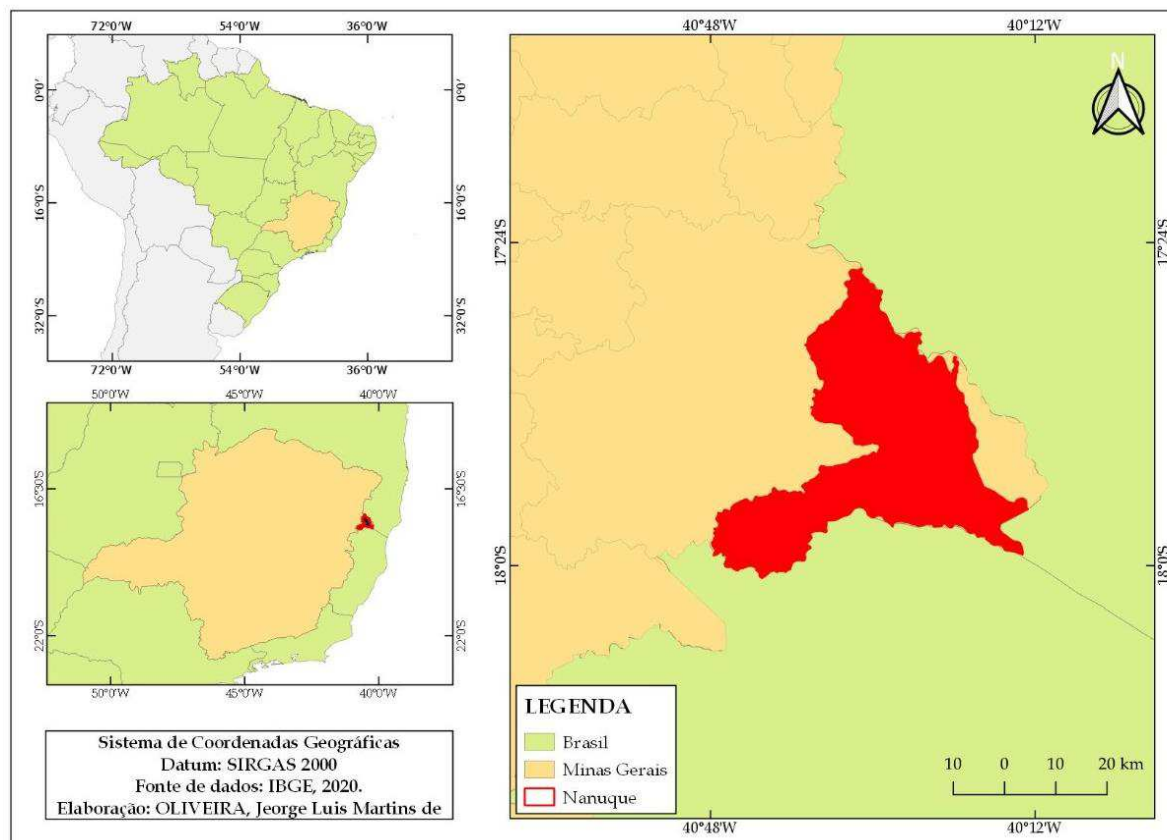 72°0'W 54°0'W 36°0'W
0°0' 0°0'
16°0'S 16°0'S
32°0'S 32°0'S
72°0'W 54°0'W 36°0'W
50°0'W 45°0'W 40°0'W
16°30'S 16°30'S
22°0'S 22°0'S
50°0'W 45°0'W 40°0'W
Sistema de Coordenadas Geográficas
Datum: SIRGAS 2000
Fonte de dados: IBGE, 2020.
Elaboração: OLIVEIRA, Jeorge Luis Martins de
40°48'W 40°12'W
N
17°24'S 17°24'S
18°0'S 18°0'S
LEGENDA
Brasil
Minas Gerais
Nanuque
10 0 10 20 km
40°48'W 40°12'W